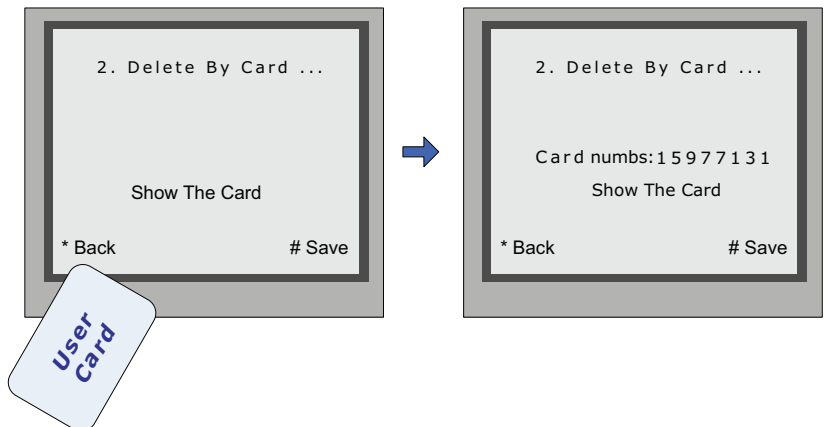 2. Delete By Card ...
Show The Card
* Back # Save
User
Card
2. Delete By Card ...
Card numbs:15977131
Show The Card
* Back # Save